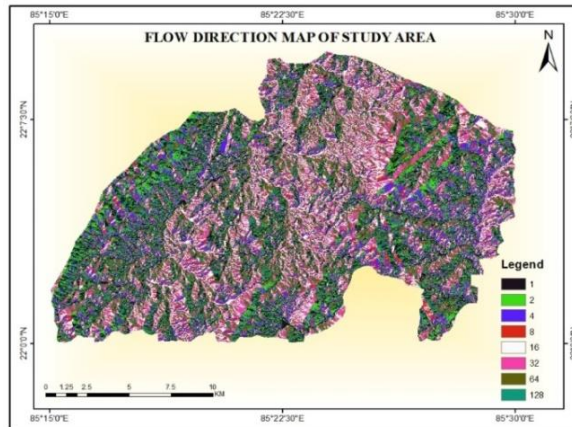 85°15'0"E 85°22'30"E 85°30'0"E
FLOW DIRECTION MAP OF STUDY AREA
N
22°7'30"N
22°0'0"N
Legend
1
2
4
8
16
32
64
128
0 1.25 2.5 5 7.5 10
KM
85°15'0"E 85°22'30"E 85°30'0"E